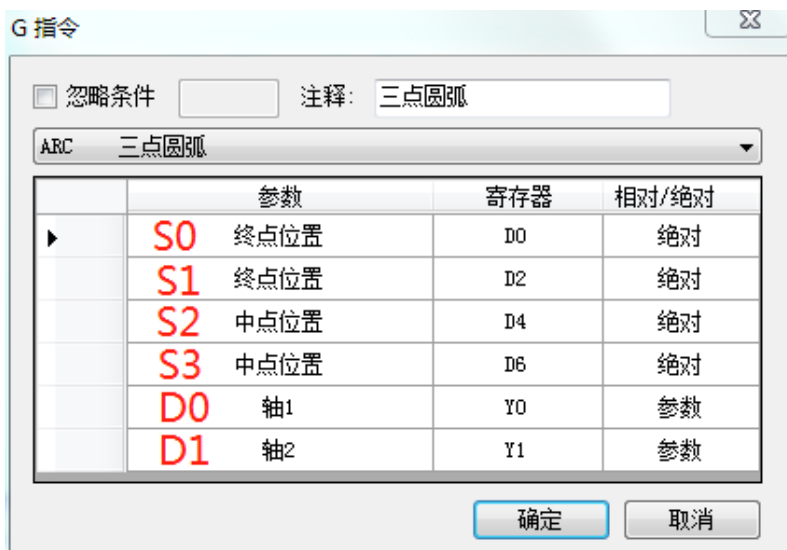 G 指令
忽略条件 注释: 三点圆弧
ARC 三点圆弧
参数 寄存器 相对/绝对
S0 终点位置 D0 绝对
S1 终点位置 D2 绝对
S2 中点位置 D4 绝对
S3 中点位置 D6 绝对
D0 轴1 Y0 参数
D1 轴2 Y1 参数
确定 取消